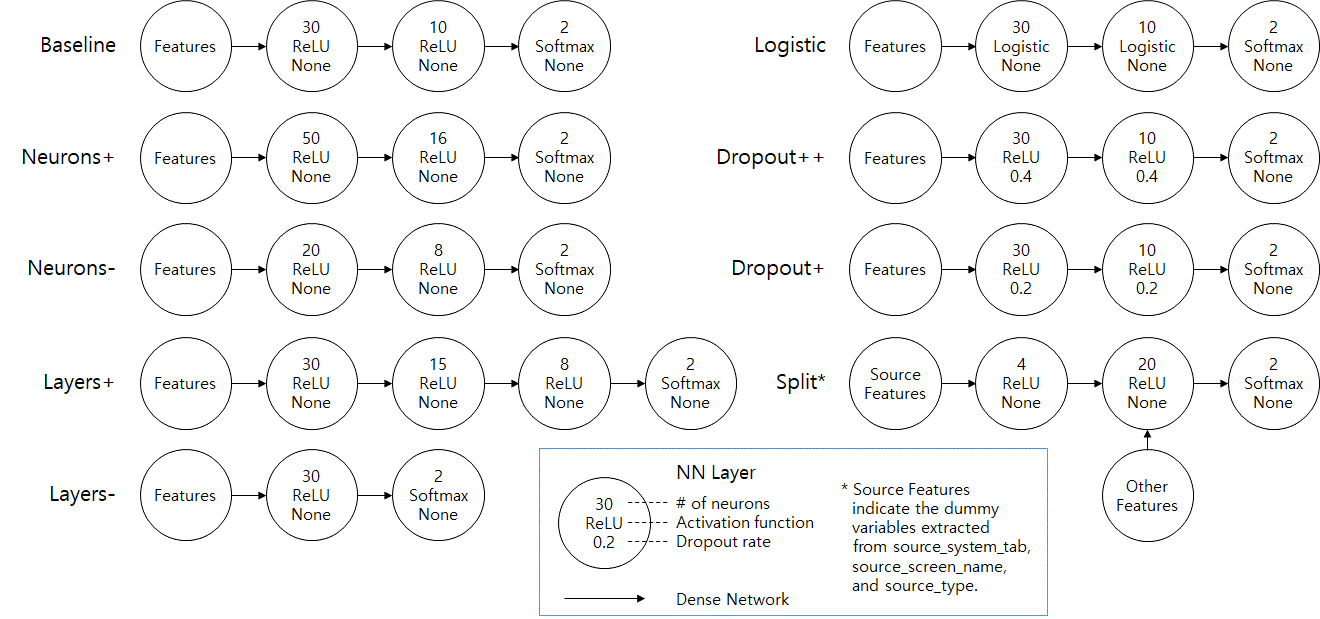 Baseline
Features
30
ReLU
None
10
ReLU
None
2
Softmax
None
Neurons+
Features
50
ReLU
None
16
ReLU
None
2
Softmax
None
Neurons-
Features
20
ReLU
None
8
ReLU
None
2
Softmax
None
Layers+
Features
30
ReLU
None
15
ReLU
None
8
ReLU
None
2
Softmax
None
Layers-
Features
30
ReLU
None
2
Softmax
None
Logistic
Features
30
Logistic
None
10
Logistic
None
2
Softmax
None
Dropout++
Features
30
ReLU
0.4
10
ReLU
0.4
2
Softmax
None
Dropout+
Features
30
ReLU
0.2
10
ReLU
0.2
2
Softmax
None
Split*
Source
Features
4
ReLU
None
20
ReLU
None
2
Softmax
None
Other
Features
NN Layer
30
ReLU
0.2
# of neurons
Activation function
Dropout rate
Dense Network
* Source Features
indicate the dummy
variables extracted
from source_system_tab,
source_screen_name,
and source_type.